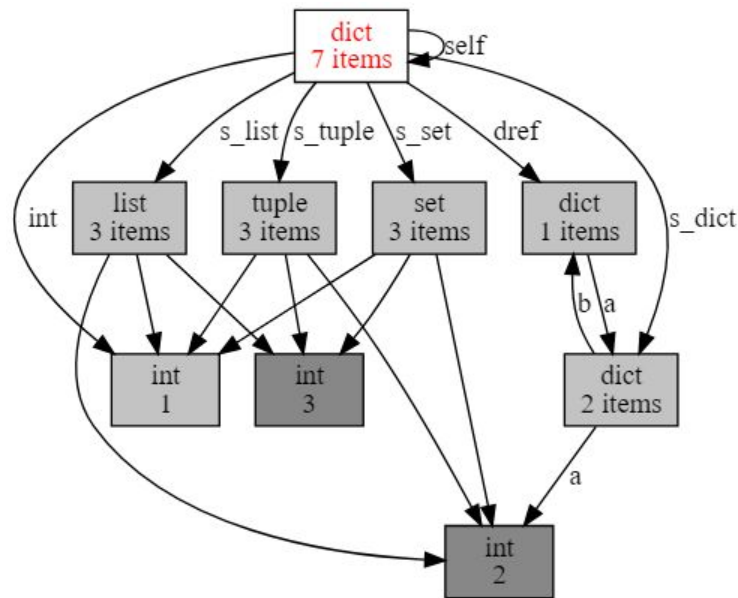 dict
7 items
self
s_list
s_tuple
s_set
dref
int
list
3 items
tuple
3 items
set
3 items
dict
1 items
s_dict
b
a
int
1
int
3
dict
2 items
a
int
2